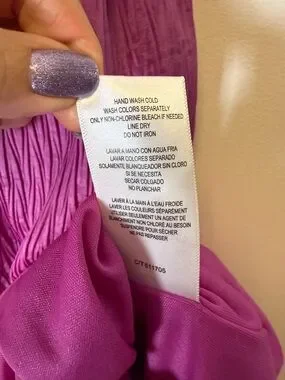 HAND WASH COLD
WASH COLORS SEPARATELY
ONLY NON-CHLORINE BLEACH IF NEEDED
LINE DRY
DO NOT IRON
LAVAR A MANO CON AGUA FRIA
LAVAR COLORES SEPARADO
SOLAMENTE BLANQUEADOR SIN CLORO
SI SE NECESITA
SECAR COLGADO
NO PLANCHAR
LAVER À LA MAIN À L'EAU FROIDE
LAVER LES COULEURS SÉPARÉMENT
UTILISER SEULEMENT UN AGENT DE
BLANCHIMENT NON CHLORÉ AU BESOIN
SUSPENDRE POUR SÉCHER
NE PAS REPASSER
C/T 611705